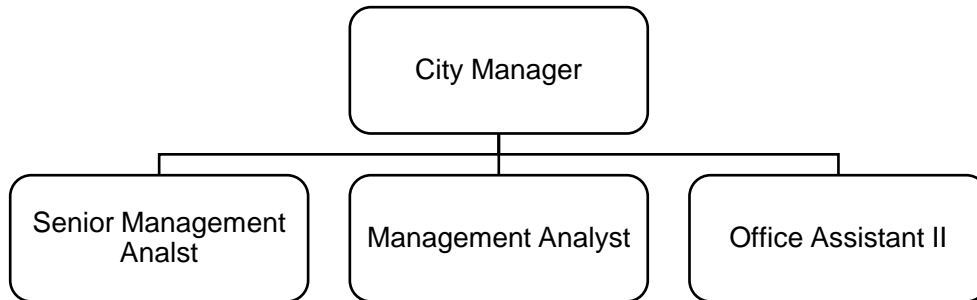 City Manager
Senior Management
Analst
Management Analyst
Office Assistant II